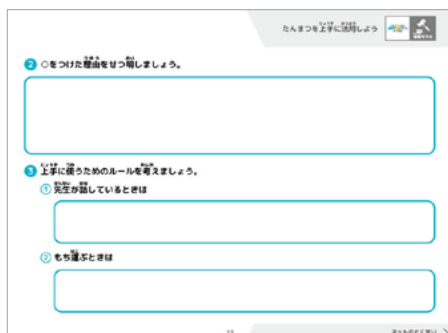 たんまつを上手に活用しよう
2 ○をつけた理由をせつ明しましょう。
3 上手に使うためのルールを考えましょう。
① 先生が話しているときは
② もち運ぶときは